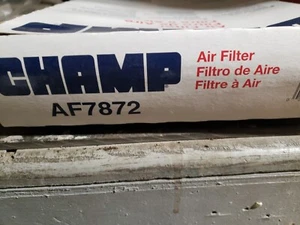 CHAMP
AF7872
Air Filter
Filtro de Aire
Filtre à Air